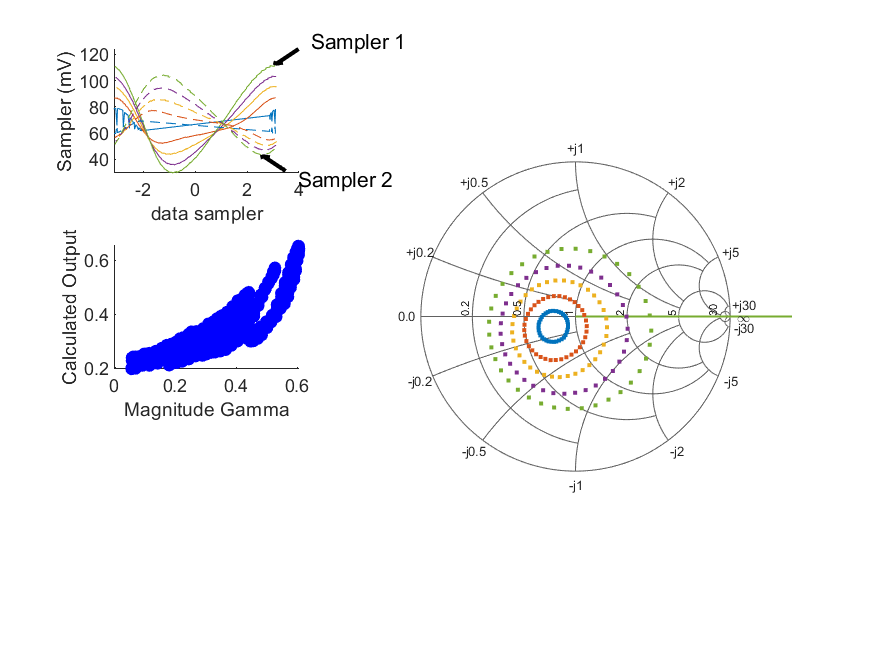 Sampler 1
120
100
80
60
40
Sampler (mV)
-2
0
2
4
data sampler
Sampler 2
0.6
0.4
0.2
Calculated Output
0
0.2
0.4
0.6
Magnitude Gamma
+j1
+j0.5
+j2
+j0.2
+j5
0.0
0.2
0.5
1
2
5
30
+j30
-j30
-j0.2
-j5
-j0.5
-j2
-j1